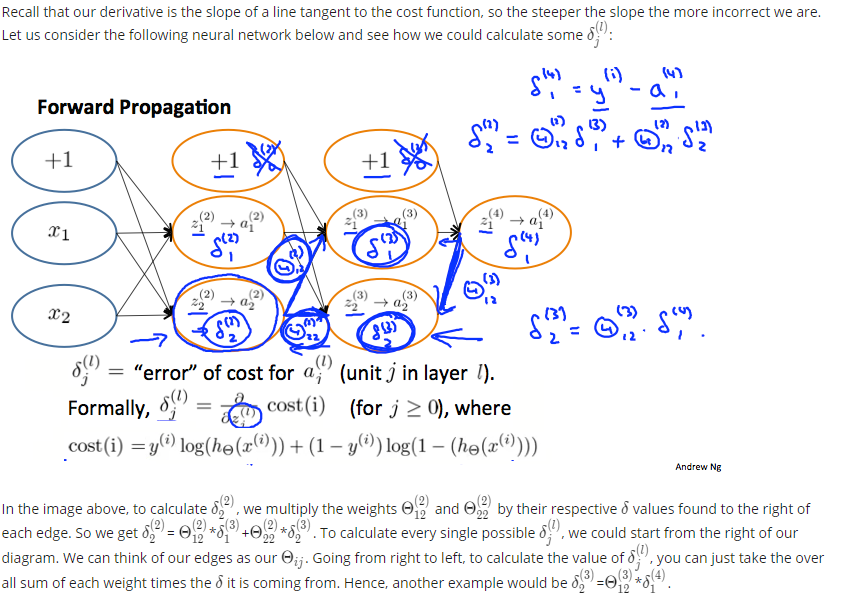 Recall that our derivative is the slope of a line tangent to the cost function, so the steeper the slope the more incorrect we are.
Let us consider the following neural network below and see how we could calculate some δ_j^(l):
δ_1^(4) = y^(i) - a_1^(4)
Forward Propagation
δ_2^(2) = Θ_12^(2) δ_1^(3) + Θ_22^(2) δ_2^(3)
+1 +1 +1
x1 z_1^(2) → a_1^(2) z_1^(3) → a_1^(3) z_1^(4) → a_1^(4)
δ_1^(2) δ_1^(3) δ_1^(4)
Θ_12^(2) Θ_12^(3)
x2 z_2^(2) → a_2^(2) z_2^(3) → a_2^(3)
δ_2^(2) Θ_22^(2) δ_2^(3) δ_2^(3) = Θ_12^(3) · δ_1^(4).
δ_j^(l) = “error” of cost for a_j^(l) (unit j in layer l).
Formally, δ_j^(l) = ∂/∂z_j^(l) cost(i) (for j ≥ 0), where
cost(i) = y^(i) log(h_Θ(x^(i))) + (1 − y^(i)) log(1 − (h_Θ(x^(i))))
Andrew Ng
In the image above, to calculate δ_2^(2), we multiply the weights Θ_12^(2) and Θ_22^(2) by their respective δ values found to the right of
each edge. So we get δ_2^(2) = Θ_12^(2) *δ_1^(3) +Θ_22^(2) *δ_2^(3). To calculate every single possible δ_j^(l), we could start from the right of our
diagram. We can think of our edges as our Θ_ij. Going from right to left, to calculate the value of δ_j^(l), you can just take the over
all sum of each weight times the δ it is coming from. Hence, another example would be δ_2^(3) =Θ_12^(3) *δ_1^(4).